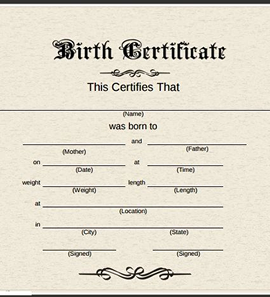 Birth Certificate
This Certifies That
(Name)
was born to
and
(Mother) (Father)
on at
(Date) (Time)
weight length
(Weight) (Length)
at
(Location)
in
(City) (State)
(Signed) (Signed)